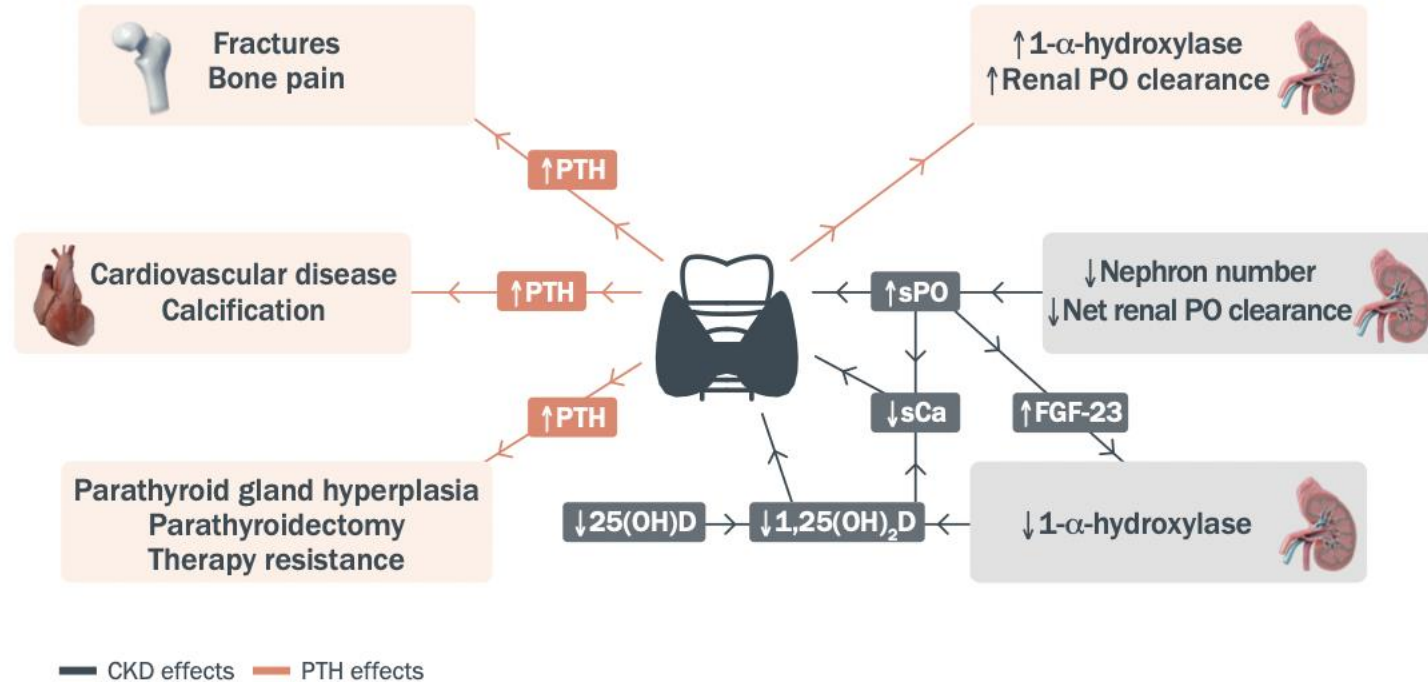 Fractures
Bone pain
↑1-α-hydroxylase
↑Renal PO clearance
↑PTH
Cardiovascular disease
Calcification
↑PTH
↑sPO
↓Nephron number
↓Net renal PO clearance
↑PTH
↓sCa
↑FGF-23
Parathyroid gland hyperplasia
Parathyroidectomy
Therapy resistance
↓25(OH)D
↓1,25(OH)₂D
↓1-α-hydroxylase
CKD effects
PTH effects